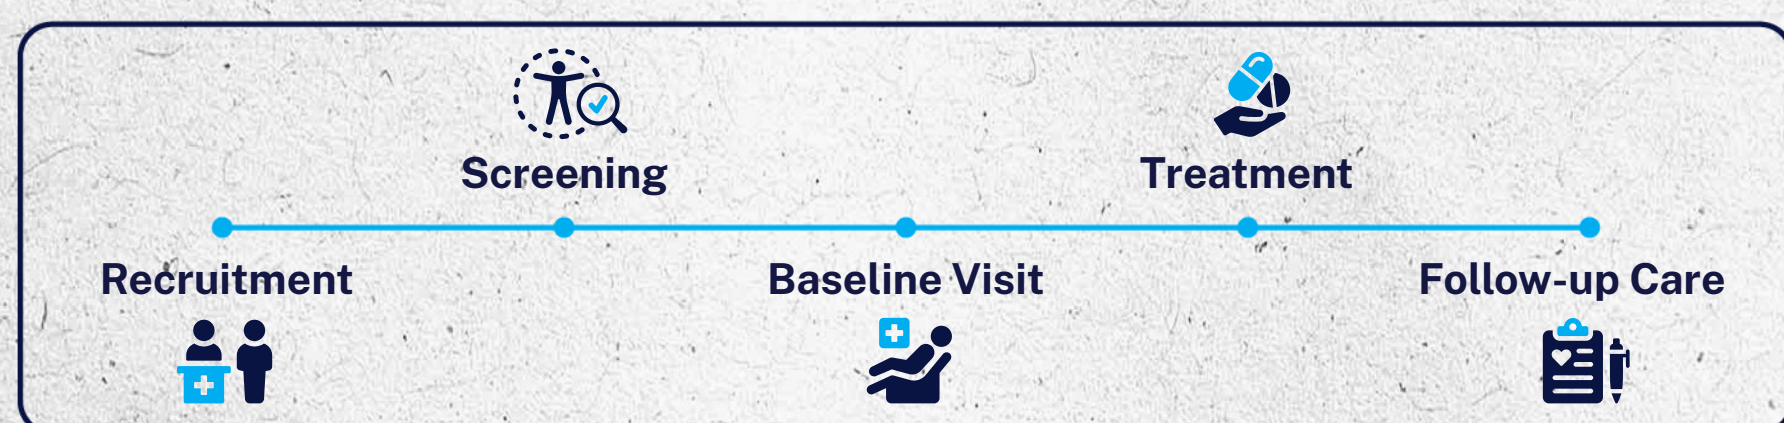 Screening
Treatment
Recruitment
Baseline Visit
Follow-up Care